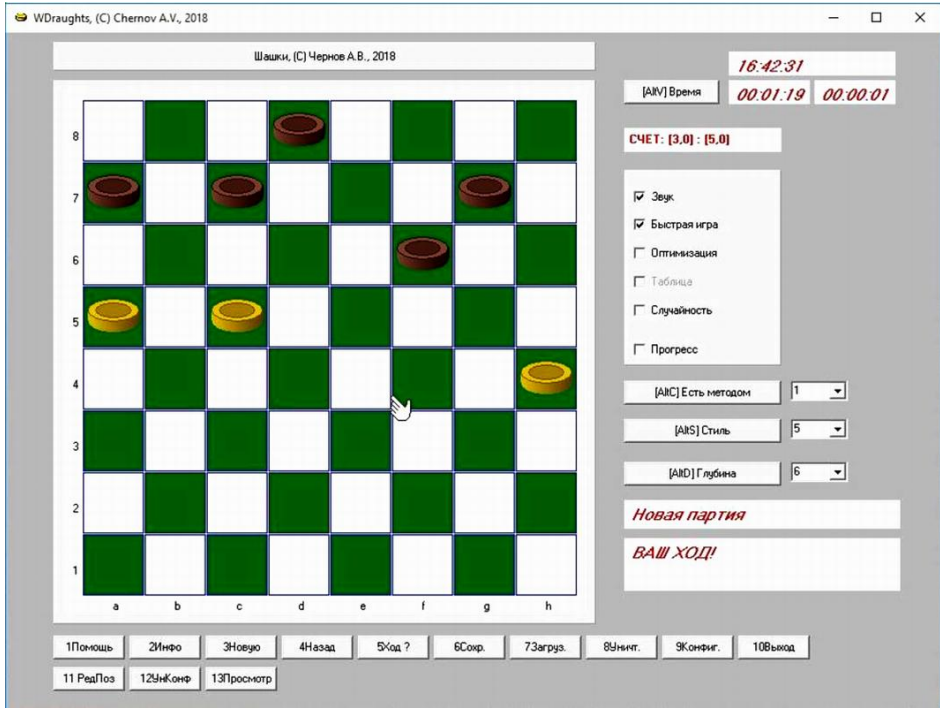 WDraughts, (C) Chernov A.V., 2018
Шашки, (С) Чернов А.В., 2018
16:42:31
[AltV] Время
00:01:19 00:00:01
СЧЕТ: [3,0] : [5,0]
8
7
6
5
4
3
2
1
a b c d e f g h
Звук
Быстрая игра
Оптимизация
Таблица
Случайность
Прогресс
[AltC] Есть методом 1
[AltS] Стиль 5
[AltD] Глубина 6
Новая партия
ВАШ ХОД!
1Помощь 2Инфо 3Новую 4Назад 5Ход ? 6Сохр. 7Загруз. 8Уничт. 9Конфиг. 10Выход
11 РедПоз 12УнКонф 13Просмотр